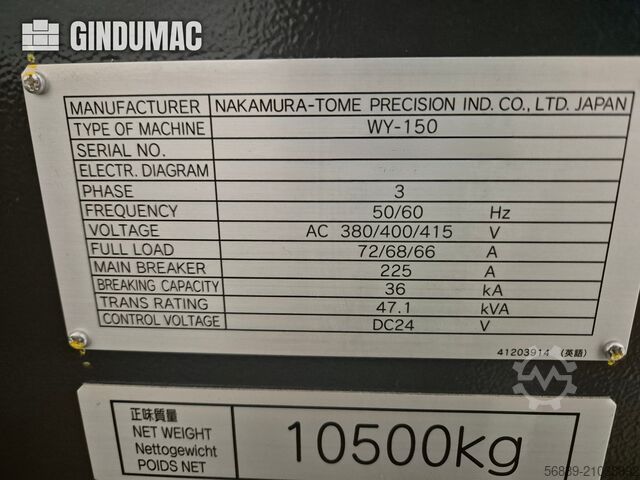 GINDUMAC
MANUFACTURER NAKAMURA-TOME PRECISION IND. CO., LTD. JAPAN
TYPE OF MACHINE WY-150
SERIAL NO.
ELECTR. DIAGRAM
PHASE 3
FREQUENCY 50/60 Hz
VOLTAGE AC 380/400/415 V
FULL LOAD 72/68/66 A
MAIN BREAKER 225 A
BREAKING CAPACITY 36 kA
TRANS RATING 47.1 kVA
CONTROL VOLTAGE DC24 V
41203914 (英語)
正味質量
NET WEIGHT
Nettogewicht
POIDS NET
10500kg